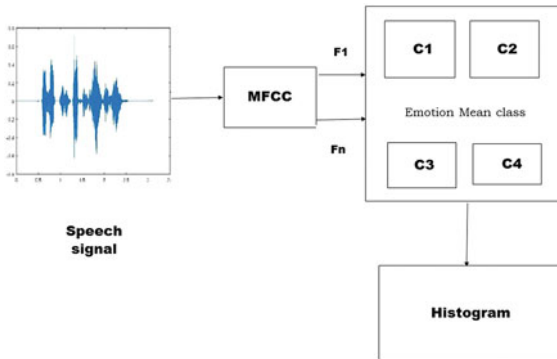 F1
C1
C2
MFCC
Emotion Mean class
Fn
C3
C4
Speech
signal
Histogram